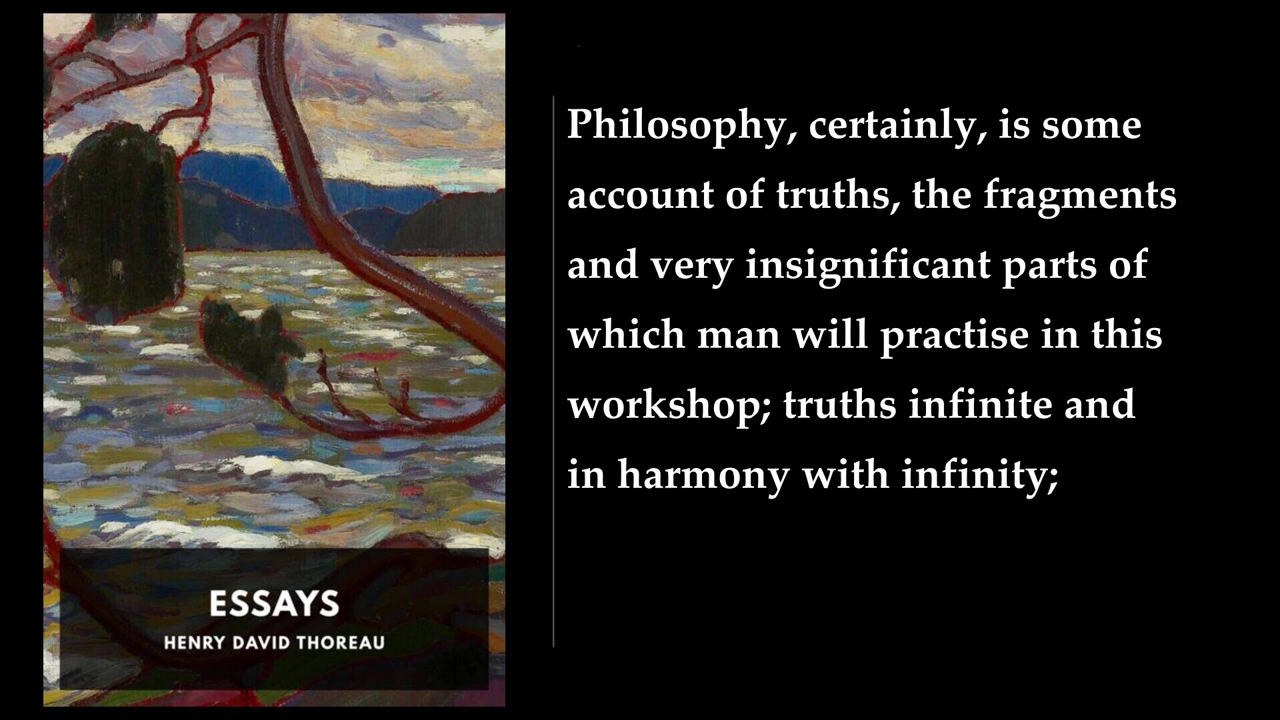 ESSAYS
HENRY DAVID THOREAU
Philosophy, certainly, is some
account of truths, the fragments
and very insignificant parts of
which man will practise in this
workshop; truths infinite and
in harmony with infinity;